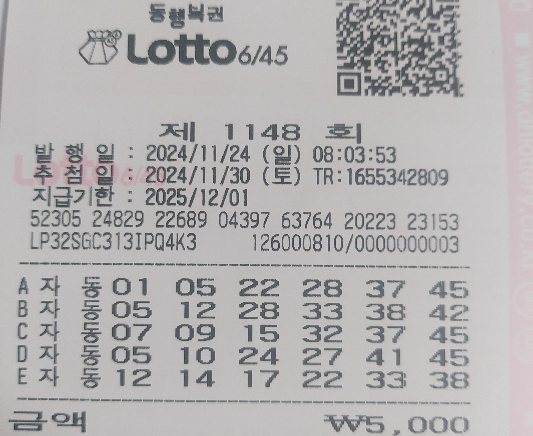 동행복권
Lotto 6/45
제 1148 회
발 행 일 : 2024/11/24 (일) 08:03:53
추 첨 일 : 2024/11/30 (토) TR:1655342809
지급기한 : 2025/12/01
52305 24829 22689 04397 63764 20223 23153
LP32SGC313IPQ4K3 126000810/0000000003
A 자 동 01 05 22 28 37 45
B 자 동 05 12 28 33 38 42
C 자 동 07 09 15 32 37 45
D 자 동 05 10 24 27 41 45
E 자 동 12 14 17 22 33 38
금액 ₩5,000